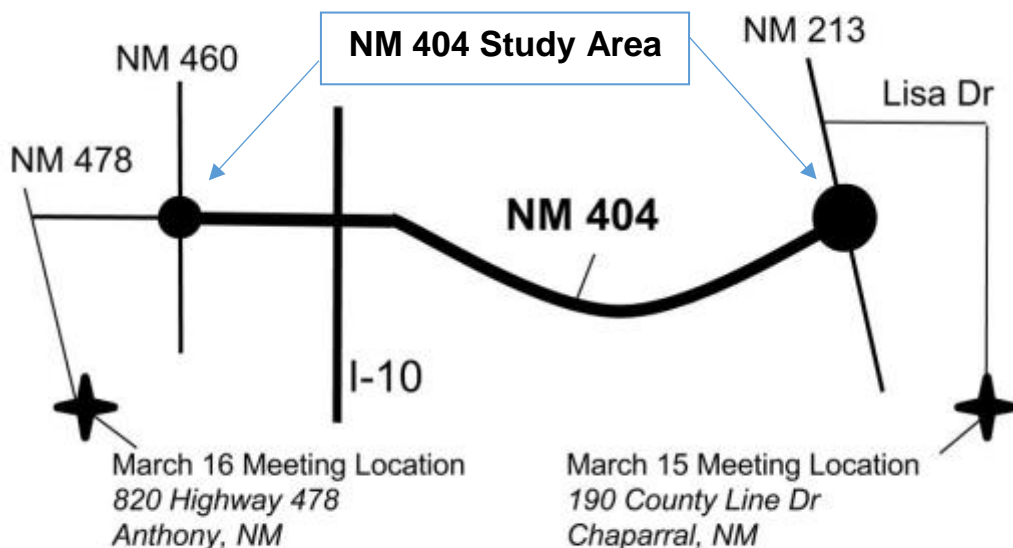 NM 404 Study Area
NM 213
NM 460
Lisa Dr
NM 478
NM 404
I-10
March 16 Meeting Location
820 Highway 478
Anthony, NM
March 15 Meeting Location
190 County Line Dr
Chaparral, NM